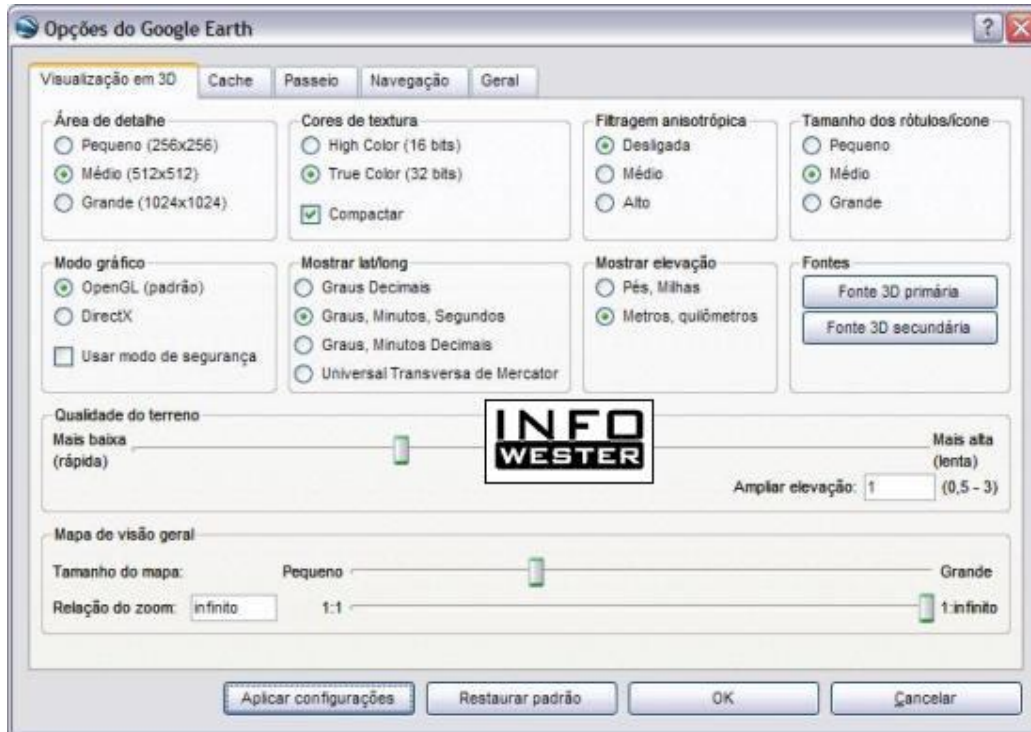 Opções do Google Earth
Visualização em 3D Cache Passeio Navegação Geral
Área de detalhe
Pequeno (256x256)
Médio (512x512)
Grande (1024x1024)
Cores de textura
High Color (16 bits)
True Color (32 bits)
Compactar
Filtragem anisotrópica
Desligada
Médio
Alto
Tamanho dos rótulos/ícone
Pequeno
Médio
Grande
Modo gráfico
OpenGL (padrão)
DirectX
Usar modo de segurança
Mostrar lat/long
Graus Decimais
Graus, Minutos, Segundos
Graus, Minutos Decimais
Universal Transversa de Mercator
Mostrar elevação
Pés, Milhas
Metros, quilômetros
Fontes
Fonte 3D primária
Fonte 3D secundária
Qualidade do terreno
Mais baixa
(rápida)
INFO
WESTER
Mais alta
(lenta)
Ampliar elevação: 1 (0,5 - 3)
Mapa de visão geral
Tamanho do mapa: Pequeno Grande
Relação do zoom: infinito 1:1 1:infinito
Aplicar configurações Restaurar padrão OK Cancelar